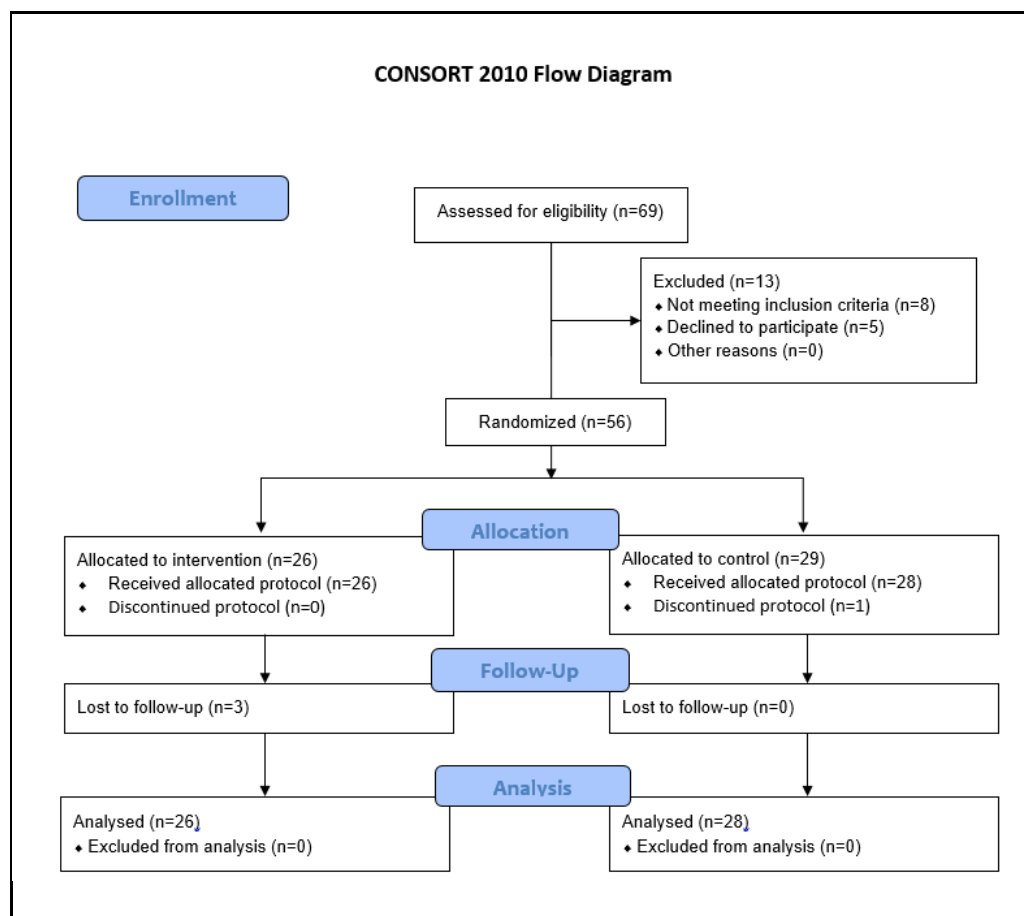 CONSORT 2010 Flow Diagram
Enrollment
Assessed for eligibility (n=69)
Excluded (n=13)
⬥ Not meeting inclusion criteria (n=8)
⬥ Declined to participate (n=5)
⬥ Other reasons (n=0)
Randomized (n=56)
Allocation
Allocated to intervention (n=26)
⬥ Received allocated protocol (n=26)
⬥ Discontinued protocol (n=0)
Allocated to control (n=29)
⬥ Received allocated protocol (n=28)
⬥ Discontinued protocol (n=1)
Follow-Up
Lost to follow-up (n=3)
Lost to follow-up (n=0)
Analysis
Analysed (n=26)
⬥ Excluded from analysis (n=0)
Analysed (n=28)
⬥ Excluded from analysis (n=0)